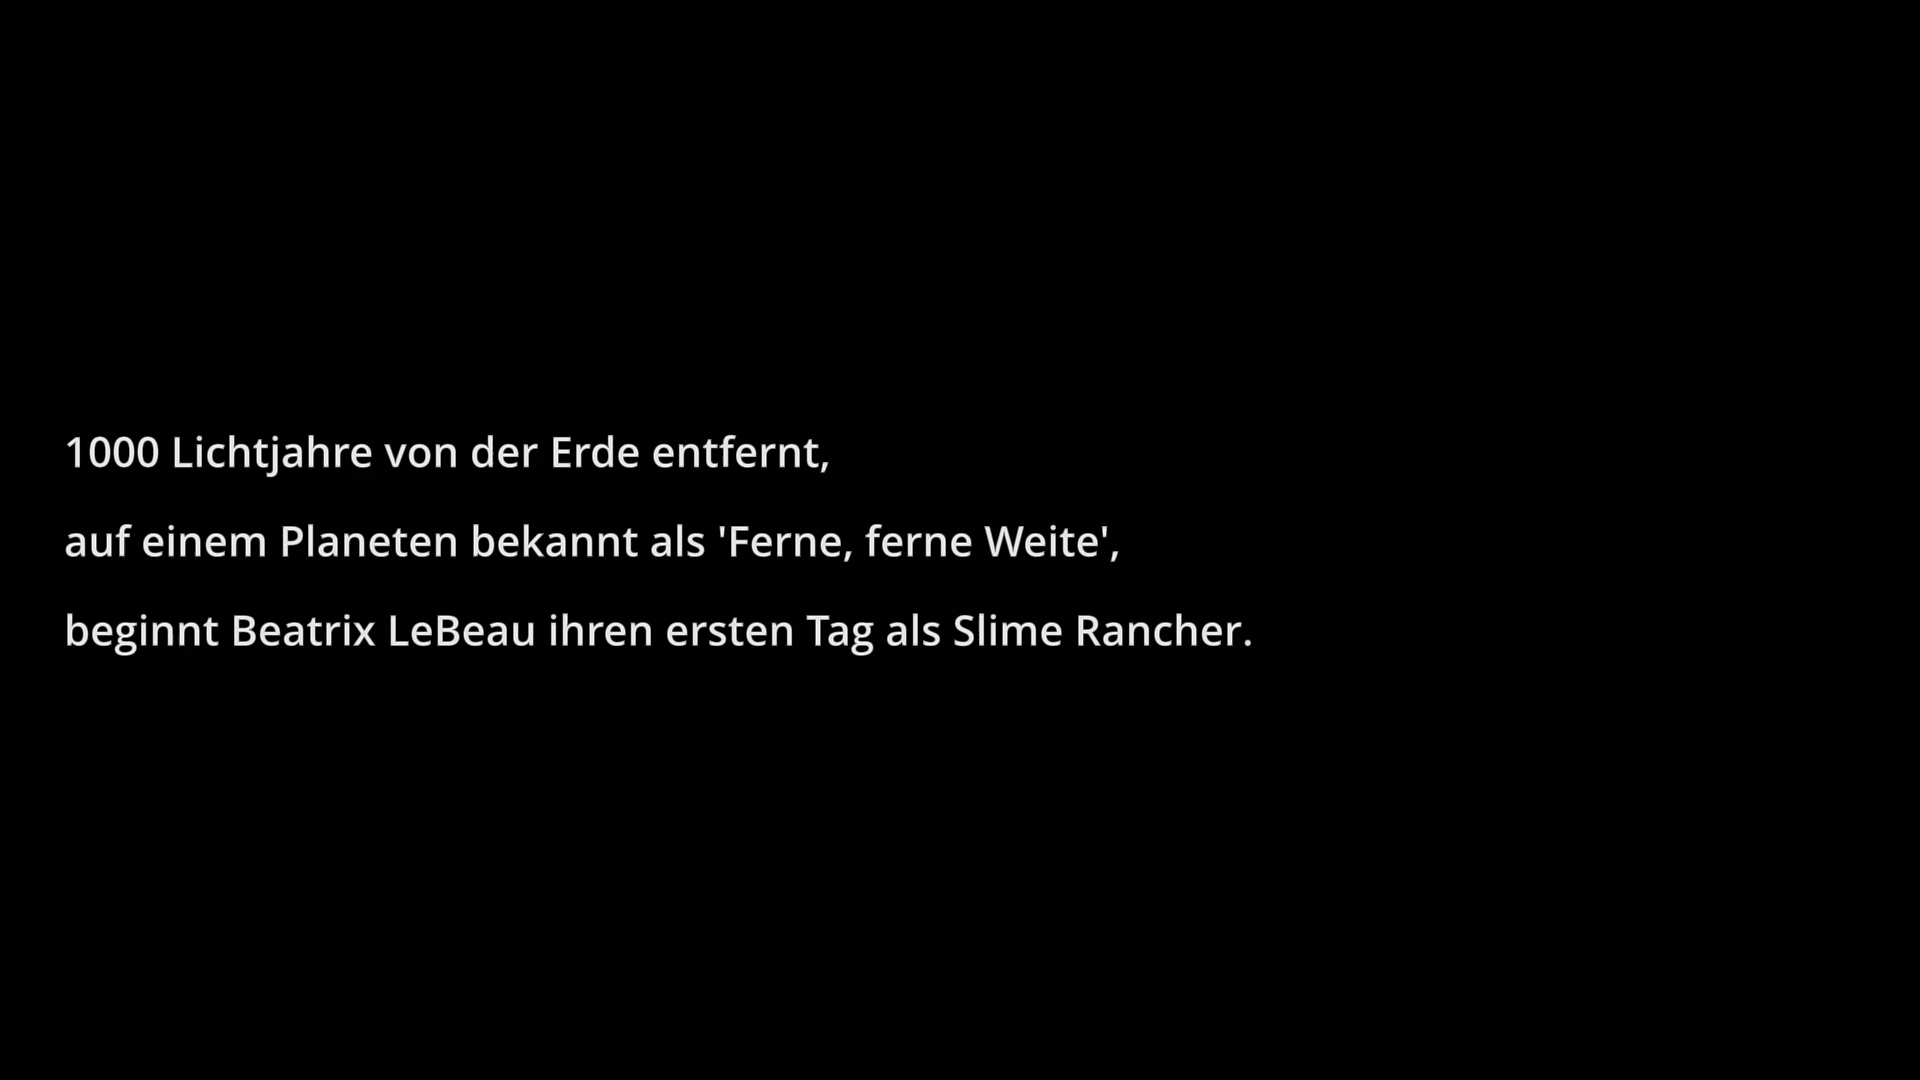 1000 Lichtjahre von der Erde entfernt,
auf einem Planeten bekannt als 'Ferne, ferne Weite',
beginnt Beatrix LeBeau ihren ersten Tag als Slime Rancher.